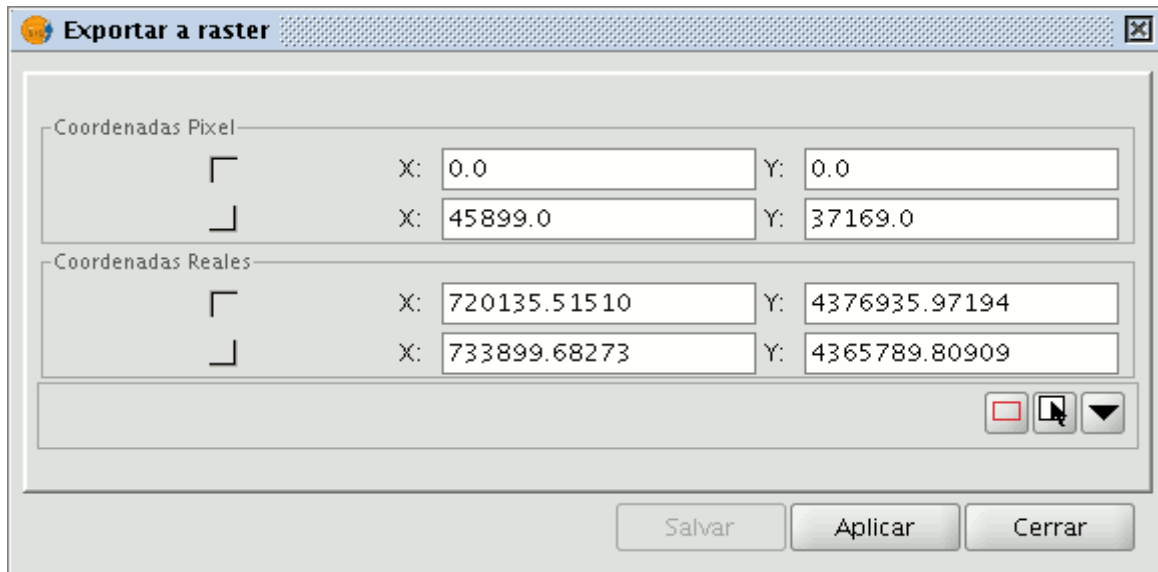 Exportar a raster
Coordenadas Pixel
X: 0.0 Y: 0.0
X: 45899.0 Y: 37169.0
Coordenadas Reales
X: 720135.51510 Y: 4376935.97194
X: 733899.68273 Y: 4365789.80909
Salvar Aplicar Cerrar